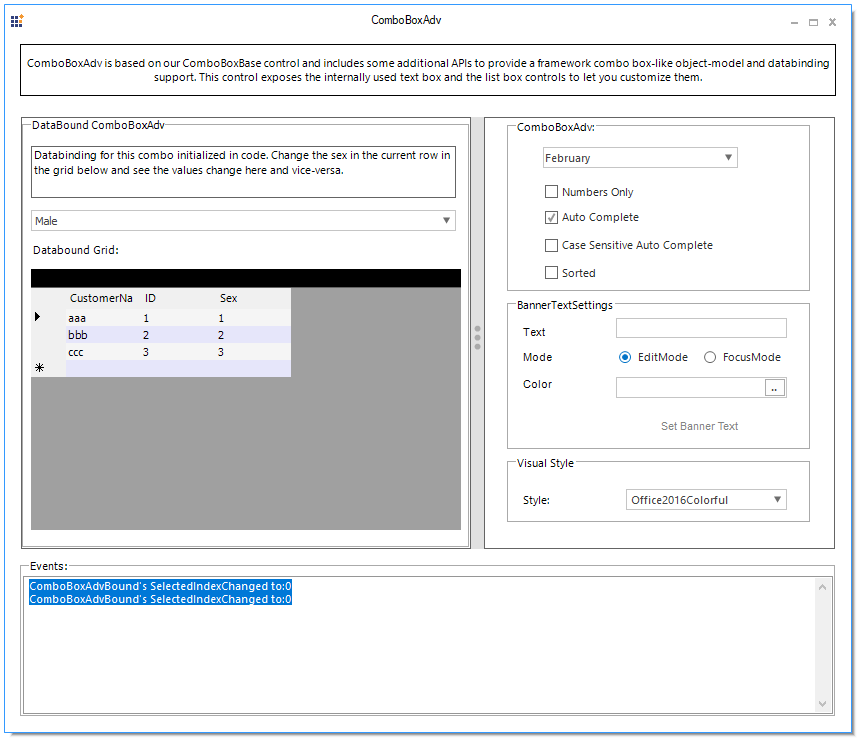 ComboBoxAdv
ComboBoxAdv is based on our ComboBoxBase control and includes some additional APIs to provide a framework combo box-like object-model and databinding
support. This control exposes the internally used text box and the list box controls to let you customize them.
DataBound ComboBoxAdv
Databinding for this combo initialized in code. Change the sex in the current row in
the grid below and see the values change here and vice-versa.
Male
Databound Grid:
CustomerNa ID Sex
aaa 1 1
bbb 2 2
ccc 3 3
ComboBoxAdv:
February
Numbers Only
Auto Complete
Case Sensitive Auto Complete
Sorted
BannerTextSettings
Text
Mode EditMode FocusMode
Color ..
Set Banner Text
Visual Style
Style: Office2016Colorful
Events:
ComboBoxAdvBound's SelectedIndexChanged to:0
ComboBoxAdvBound's SelectedIndexChanged to:0